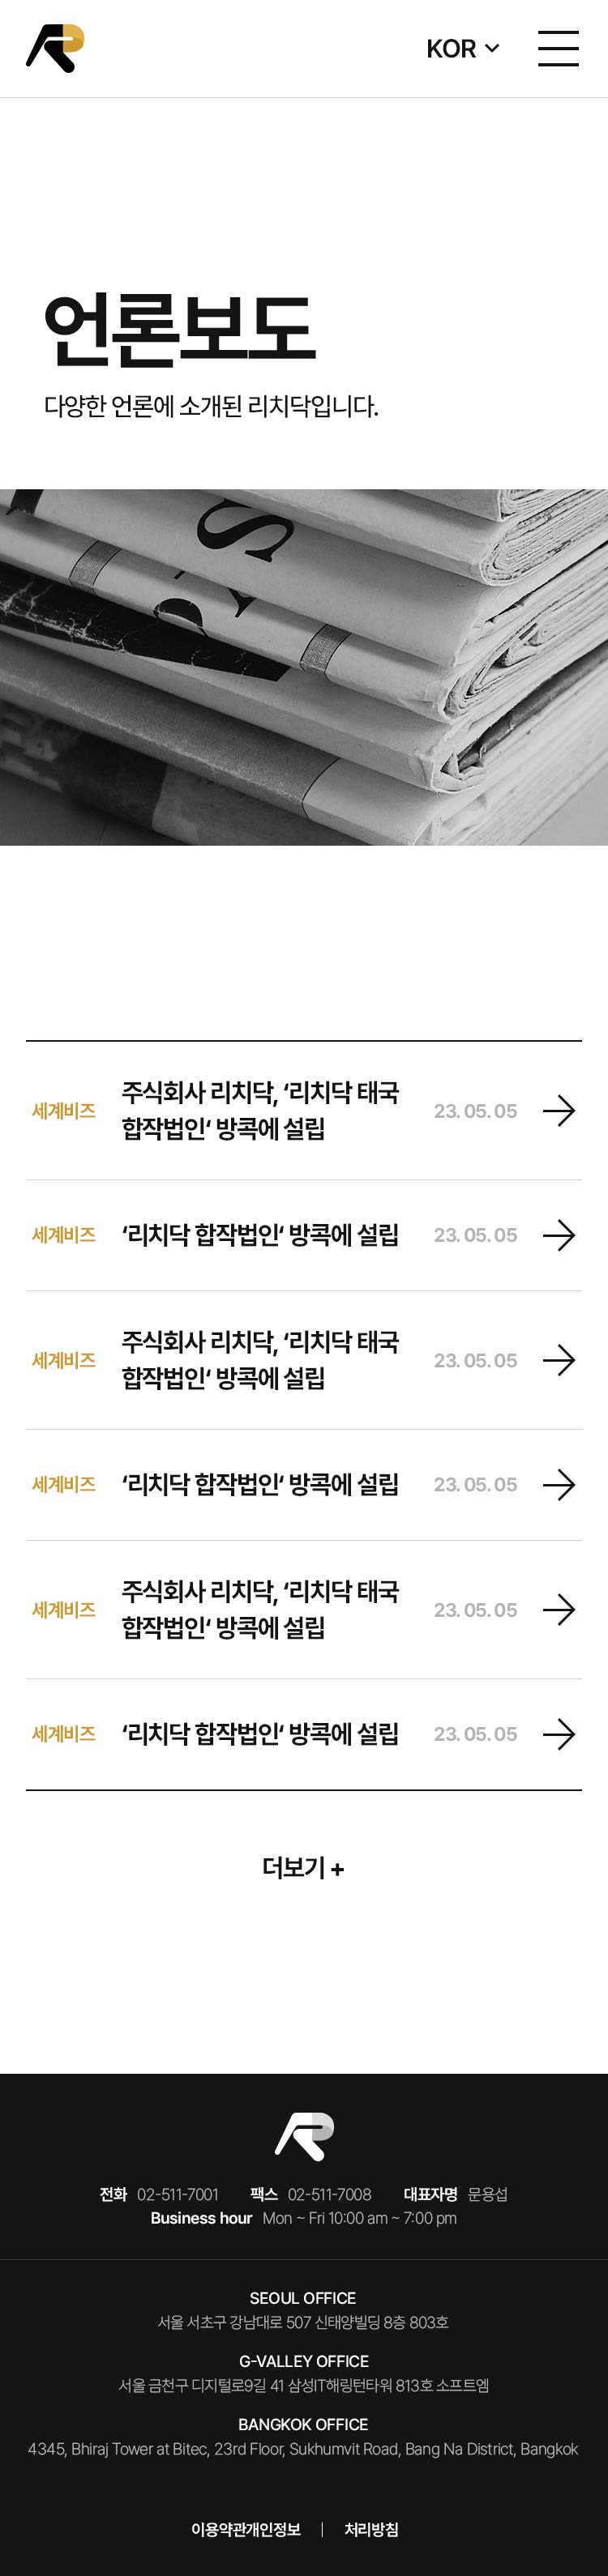 KOR
언론보도
다양한 언론에 소개된 리치닥입니다.
세계비즈
주식회사 리치닥, ‘리치닥 태국
합작법인‘ 방콕에 설립
23. 05. 05
세계비즈
‘리치닥 합작법인‘ 방콕에 설립
23. 05. 05
세계비즈
주식회사 리치닥, ‘리치닥 태국
합작법인‘ 방콕에 설립
23. 05. 05
세계비즈
‘리치닥 합작법인‘ 방콕에 설립
23. 05. 05
세계비즈
주식회사 리치닥, ‘리치닥 태국
합작법인‘ 방콕에 설립
23. 05. 05
세계비즈
‘리치닥 합작법인‘ 방콕에 설립
23. 05. 05
더보기 +
전화 02-511-7001 팩스 02-511-7008 대표자명 문용섭
Business hour Mon ~ Fri 10:00 am ~ 7:00 pm
SEOUL OFFICE
서울 서초구 강남대로 507 신태양빌딩 8층 803호
G-VALLEY OFFICE
서울 금천구 디지털로9길 41 삼성IT해링턴타워 813호 소프트엠
BANGKOK OFFICE
4345, Bhiraj Tower at Bitec, 23rd Floor, Sukhumvit Road, Bang Na District, Bangkok
이용약관개인정보 | 처리방침